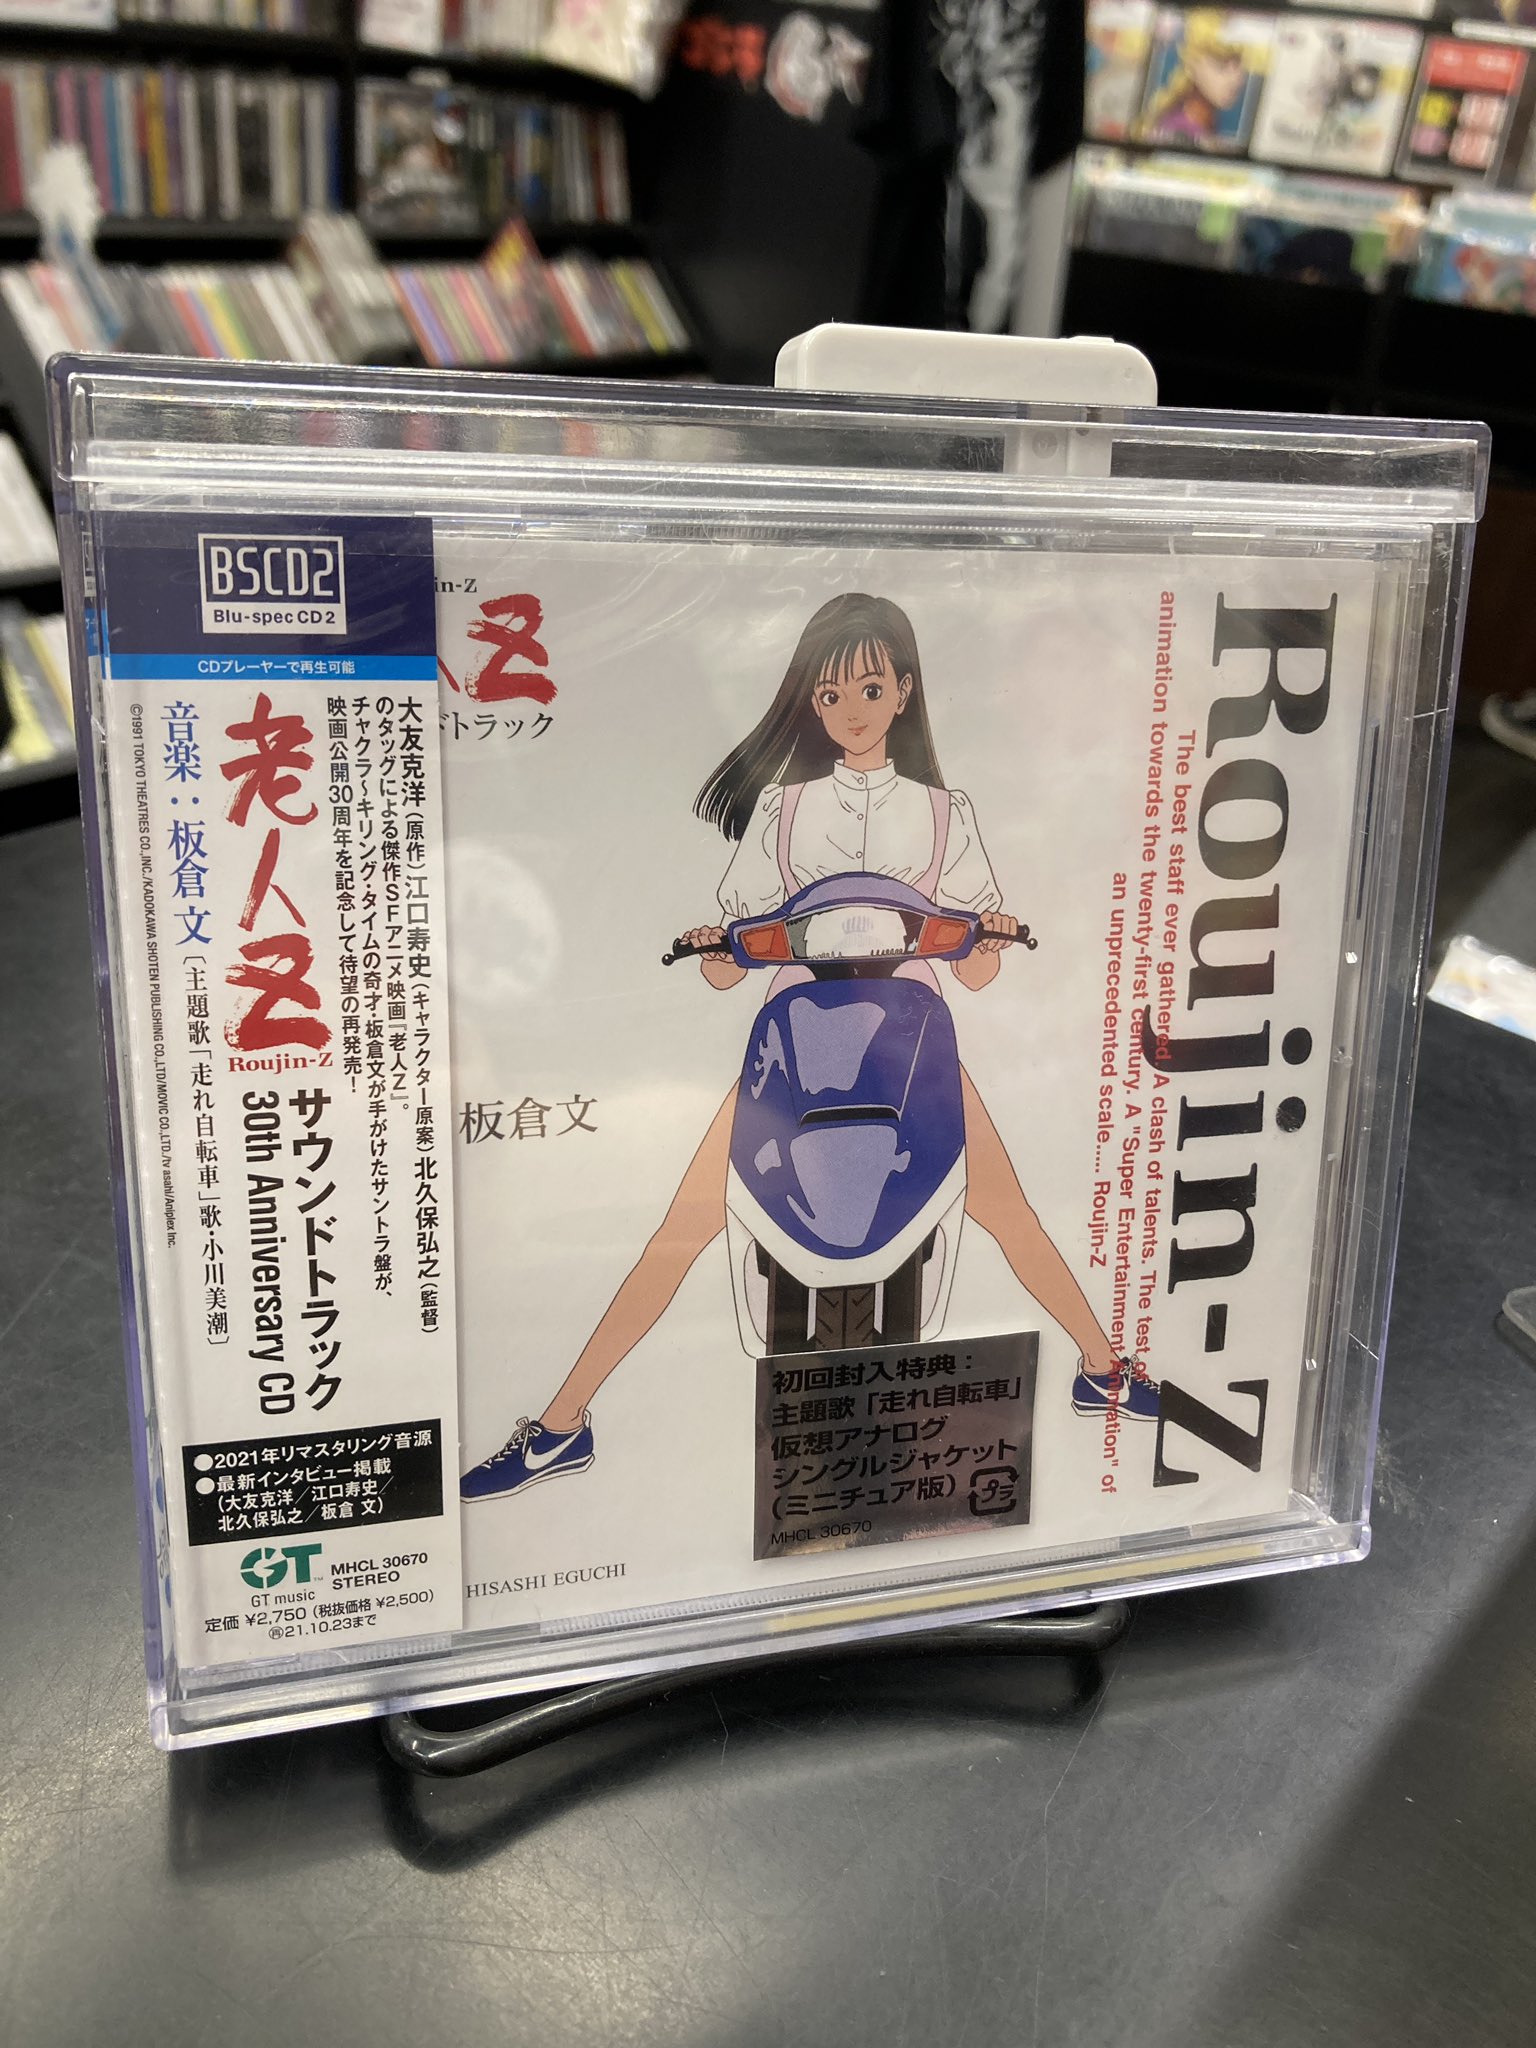 BSCD2
Blu-spec CD 2
CDプレーヤーで再生可能
大友克洋(原作)江口寿史(キャラクター原案)北久保弘之(監督)
のタッグによる傑作SFアニメ映画『老人Z』。
チャクラ〜キリング・タイムの奇才・板倉文が手がけたサントラ盤が、
映画公開30周年を記念して待望の再発売！
老人Z
Roujin-Z
サウンドトラック
30th Anniversary CD
音楽：板倉文〔主題歌「走れ自転車」歌・小川美潮〕
©1991 TOKYO THEATRES CO.,INC./KADOKAWA SHOTEN PUBLISHING CO.,LTD/MOVIC CO.,LTD./tv asahi/Aniplex Inc.
●2021年リマスタリング音源
●最新インタビュー掲載
(大友克洋／江口寿史／
北久保弘之／板倉 文)
GT™
GT music
MHCL 30670
STEREO
定価 ¥2,750 (税抜価格 ¥2,500)
㋐21.10.23まで
in-Z
Z
ドトラック
板倉文
HISASHI EGUCHI
Roujin-Z
The best staff ever gathered. A clash of talents. The test of
animation towards the twenty-first century. A "Super Entertainment Animation" of
an unprecedented scale..... Roujin-Z
初回封入特典：
主題歌「走れ自転車」
仮想アナログ
シングルジャケット
(ミニチュア版)
プラ
MHCL 30670